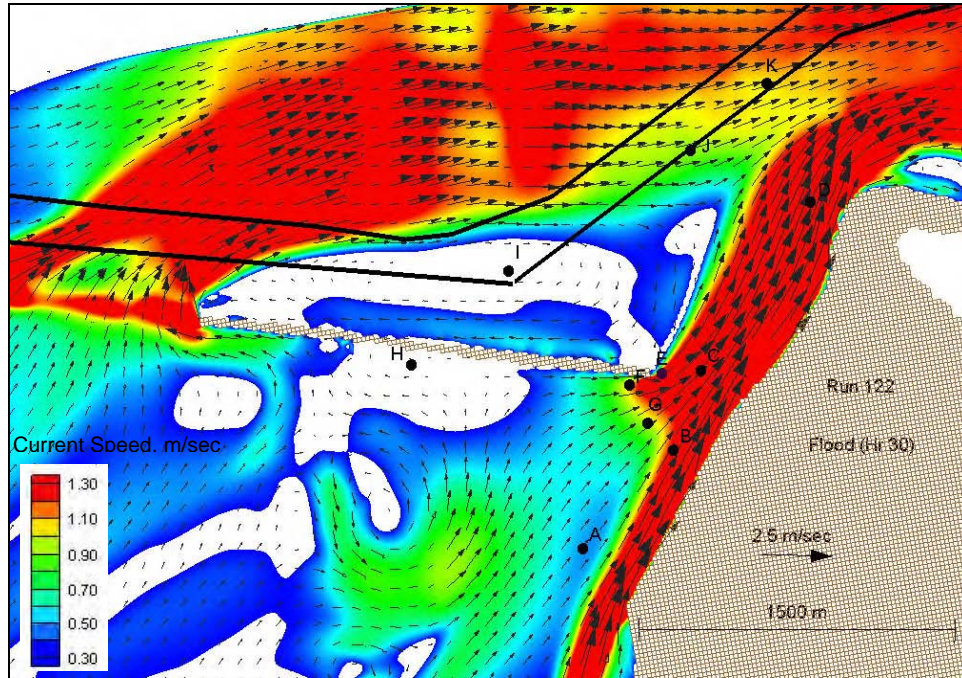 K
J
D
I
E
C
H
F
Run 122
G
B
Flood (Hr 30)
Current Speed. m/sec
1.30
1.10
0.90
0.70
0.50
0.30
A
2.5 m/sec
1500 m